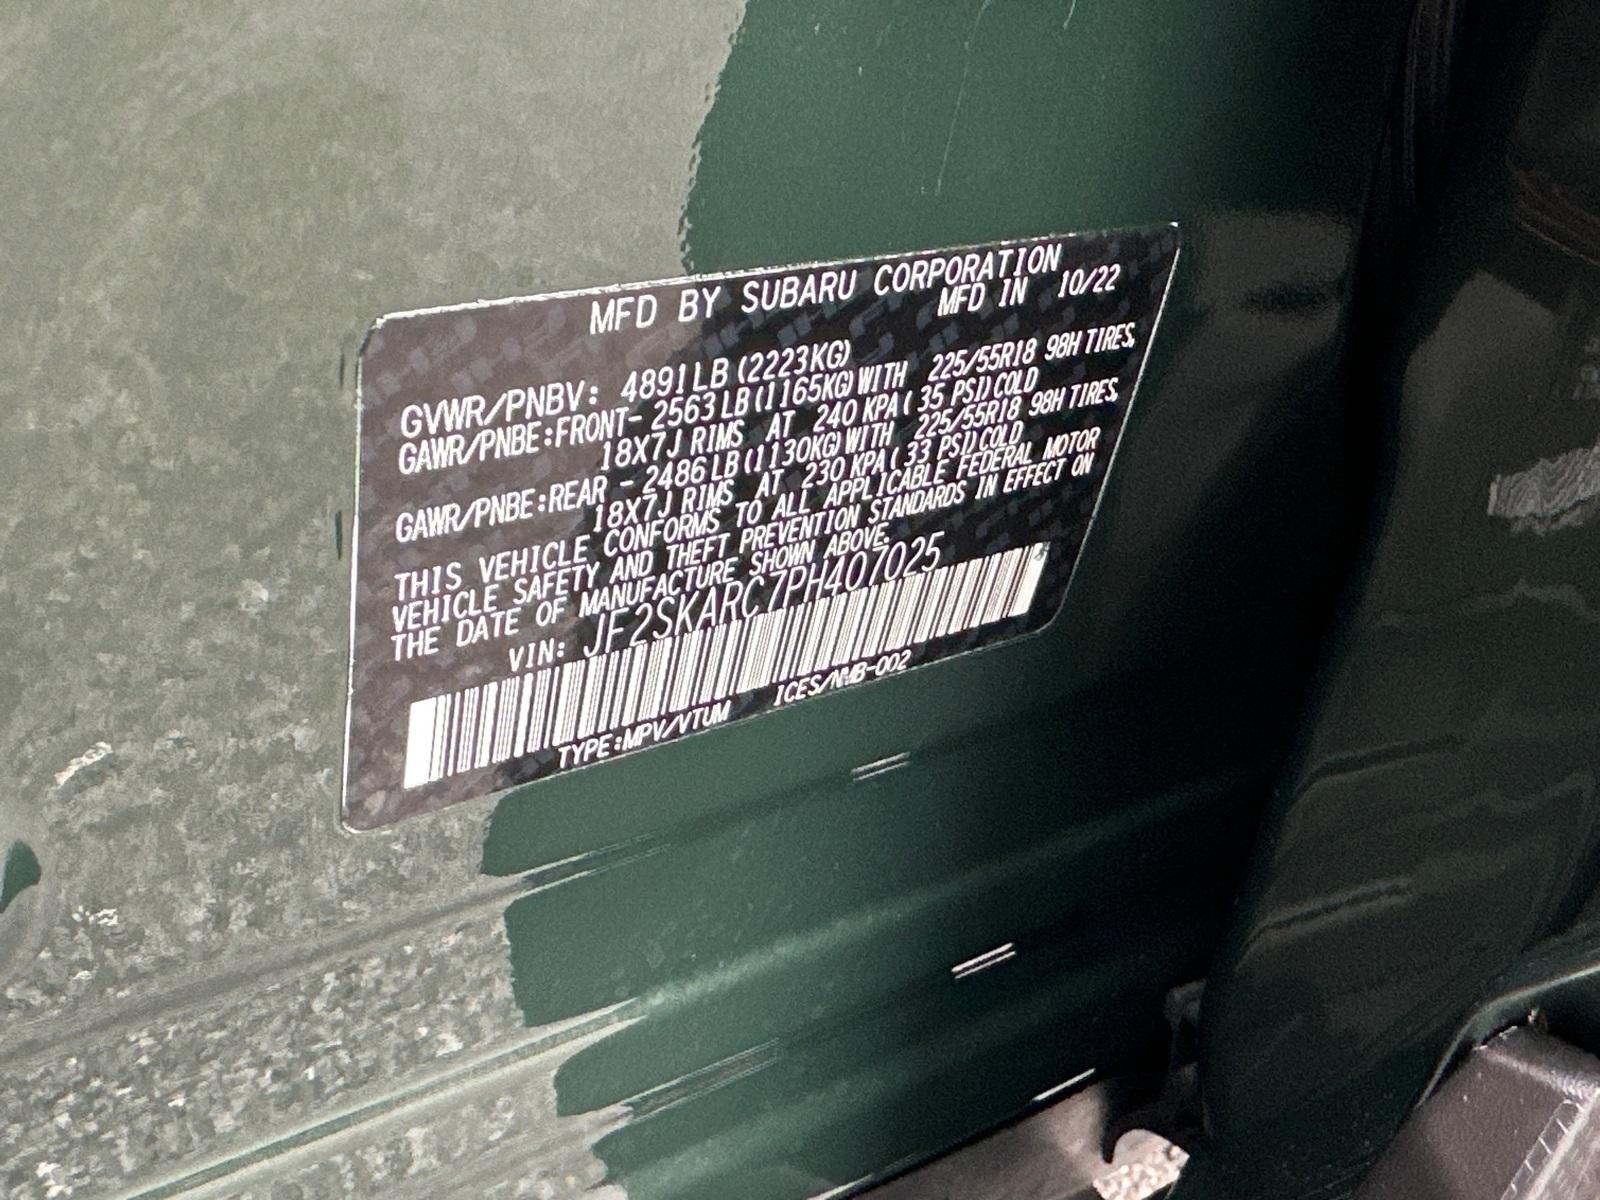 MFD BY SUBARU CORPORATION
MFD IN 10/22
GVWR/PNBV: 4891LB(2223KG)
GAWR/PNBE:FRONT- 2563LB(1165KG)WITH 225/55R18 98H TIRES,
18X7J RIMS AT 240 KPA( 35 PSI)COLD
GAWR/PNBE:REAR - 2486LB(1130KG)WITH 225/55R18 98H TIRES,
18X7J RIMS AT 230 KPA( 33 PSI)COLD
THIS VEHICLE CONFORMS TO ALL APPLICABLE FEDERAL MOTOR
VEHICLE SAFETY AND THEFT PREVENTION STANDARDS IN EFFECT ON
THE DATE OF MANUFACTURE SHOWN ABOVE.
VIN: JF2SKARC7PH407025
TYPE:MPV/VTUM ICES/NMB-002